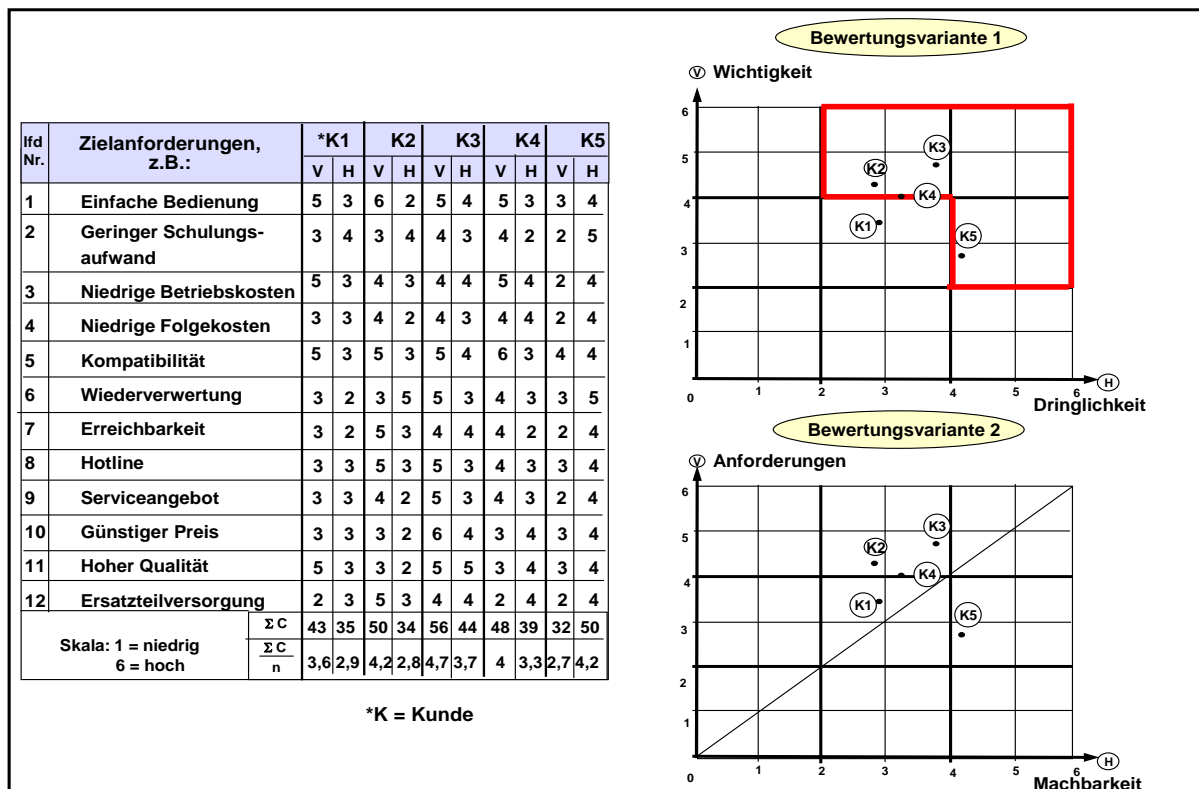 lfd Nr. Zielanforderungen, z.B.: *K1 K2 K3 K4 K5
V H V H V H V H V H
1 Einfache Bedienung 5 3 6 2 5 4 5 3 3 4
2 Geringer Schulungs- 3 4 3 4 4 3 4 2 2 5
aufwand
3 Niedrige Betriebskosten 5 3 4 3 4 4 5 4 2 4
4 Niedrige Folgekosten 3 3 4 2 4 3 4 4 2 4
5 Kompatibilität 5 3 5 3 5 4 6 3 4 4
6 Wiederverwertung 3 2 3 5 5 3 4 3 3 5
7 Erreichbarkeit 3 2 5 3 4 4 4 2 2 4
8 Hotline 3 3 5 3 5 3 4 3 3 4
9 Serviceangebot 3 3 4 2 5 3 4 3 2 4
10 Günstiger Preis 3 3 3 2 6 4 3 4 3 4
11 Hoher Qualität 5 3 3 2 5 5 3 4 3 4
12 Ersatzteilversorgung 2 3 5 3 4 4 2 4 2 4
Skala: 1 = niedrig
6 = hoch
Σ C 43 35 50 34 56 44 48 39 32 50
Σ C
n
3,6 2,9 4,2 2,8 4,7 3,7 4 3,3 2,7 4,2
*K = Kunde
Bewertungsvariante 1
V Wichtigkeit
6
5
4
3
2
1
K3
K2
K4
K1
K5
0 1 2 3 4 5 6 H
Dringlichkeit
Bewertungsvariante 2
V Anforderungen
6
5
4
3
2
1
K3
K2
K4
K1
K5
0 1 2 3 4 5 6 H
Machbarkeit